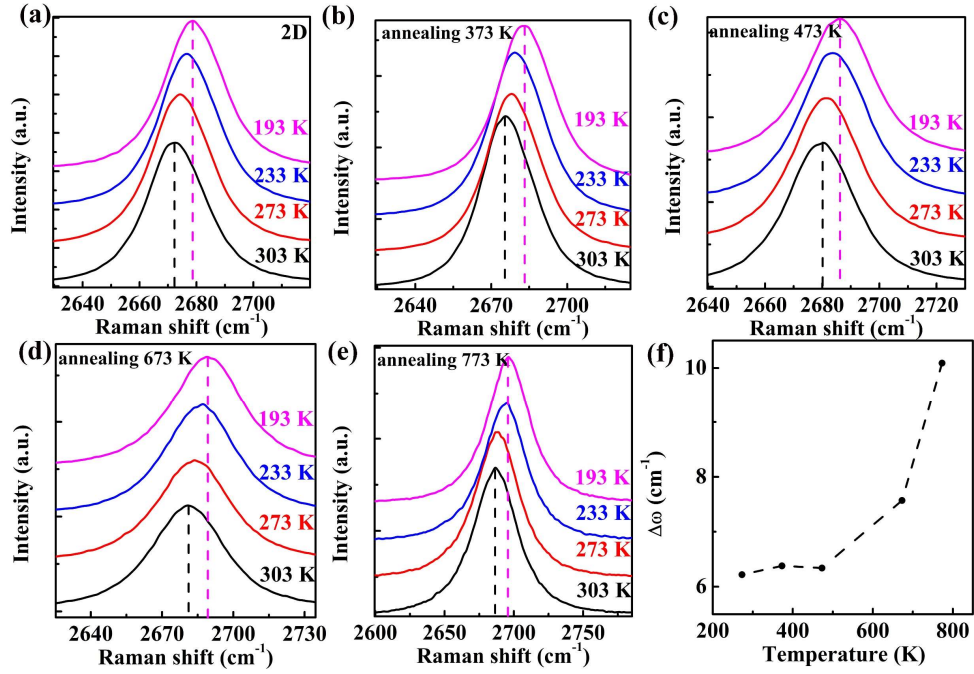 (a)
2D
193 K
233 K
273 K
303 K
2640 2660 2680 2700
Raman shift (cm-1)
Intensity (a.u.)
(b)
annealing 373 K
193 K
233 K
273 K
303 K
2640 2670 2700
Raman shift (cm-1)
Intensity (a.u.)
(c)
annealing 473 K
193 K
233 K
273 K
303 K
2640 2660 2680 2700 2720
Raman shift (cm-1)
Intensity (a.u.)
(d)
annealing 673 K
193 K
233 K
273 K
303 K
2640 2670 2700 2730
Raman shift (cm-1)
Intensity (a.u.)
(e)
annealing 773 K
193 K
233 K
273 K
303 K
2600 2650 2700 2750
Raman shift (cm-1)
Intensity (a.u.)
(f)
10
8
6
200 400 600 800
Temperature (K)
Δω (cm-1)